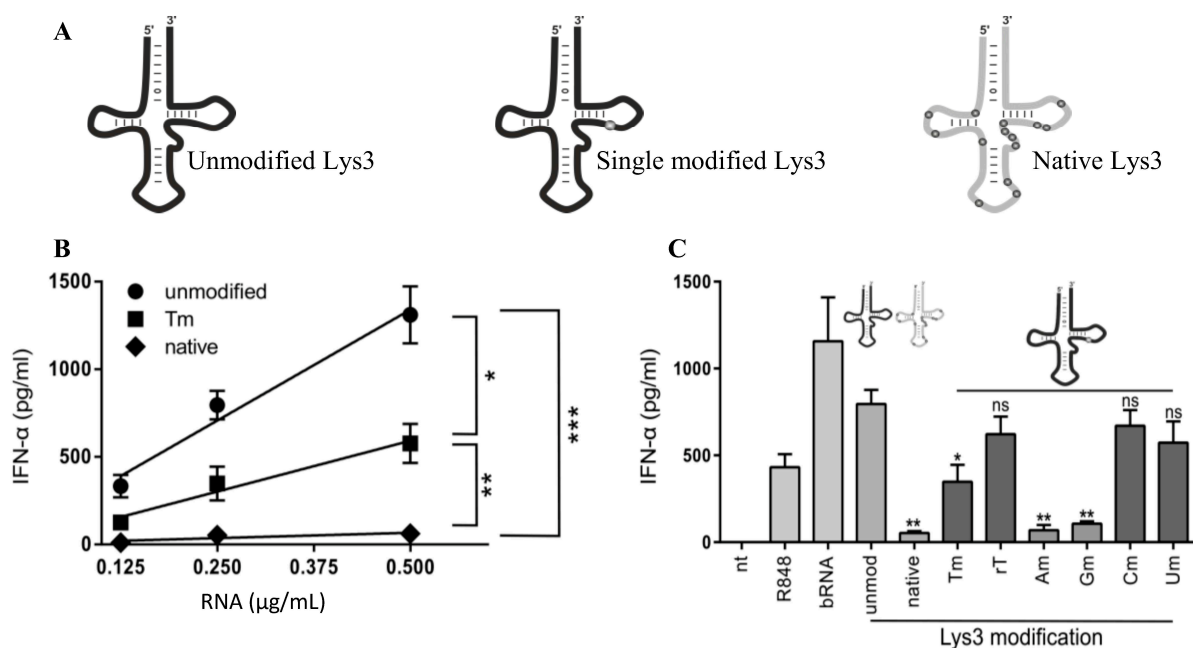 A
5' 3'
Unmodified Lys3
5' 3'
Single modified Lys3
5' 3'
Native Lys3
B
1500
1000
500
0
IFN-α (pg/ml)
unmodified
Tm
native
*
**
***
0.125 0.250 0.375 0.500
RNA (µg/mL)
C
1500
1000
500
0
IFN-α (pg/ml)
5' 3'
** * ns ** ** ns ns
nt R848 bRNA unmod native Tm rT Am Gm Cm Um
Lys3 modification